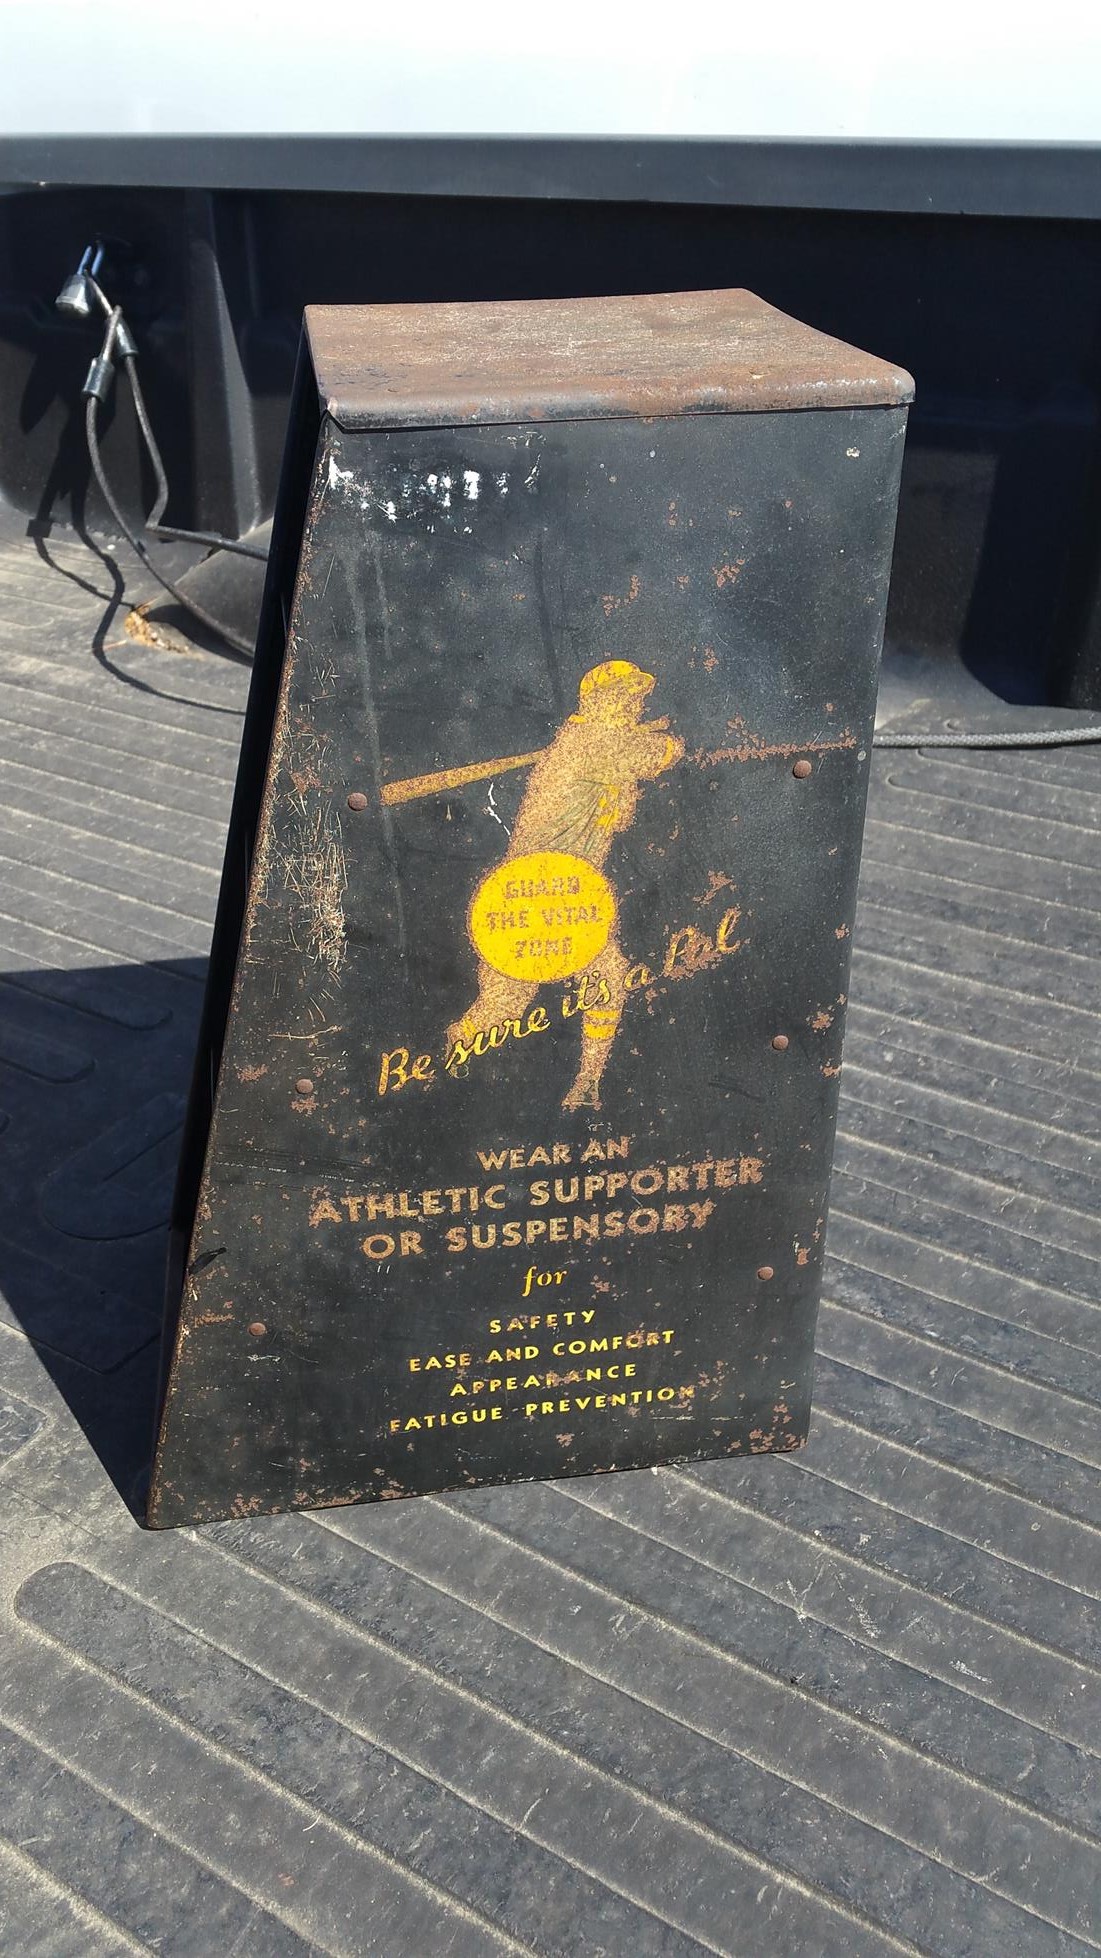 GUARD
THE VITAL
ZONE
Be sure it's a Pal
WEAR AN
ATHLETIC SUPPORTER
OR SUSPENSORY
for
SAFETY
EASE AND COMFORT
APPEARANCE
FATIGUE PREVENTION